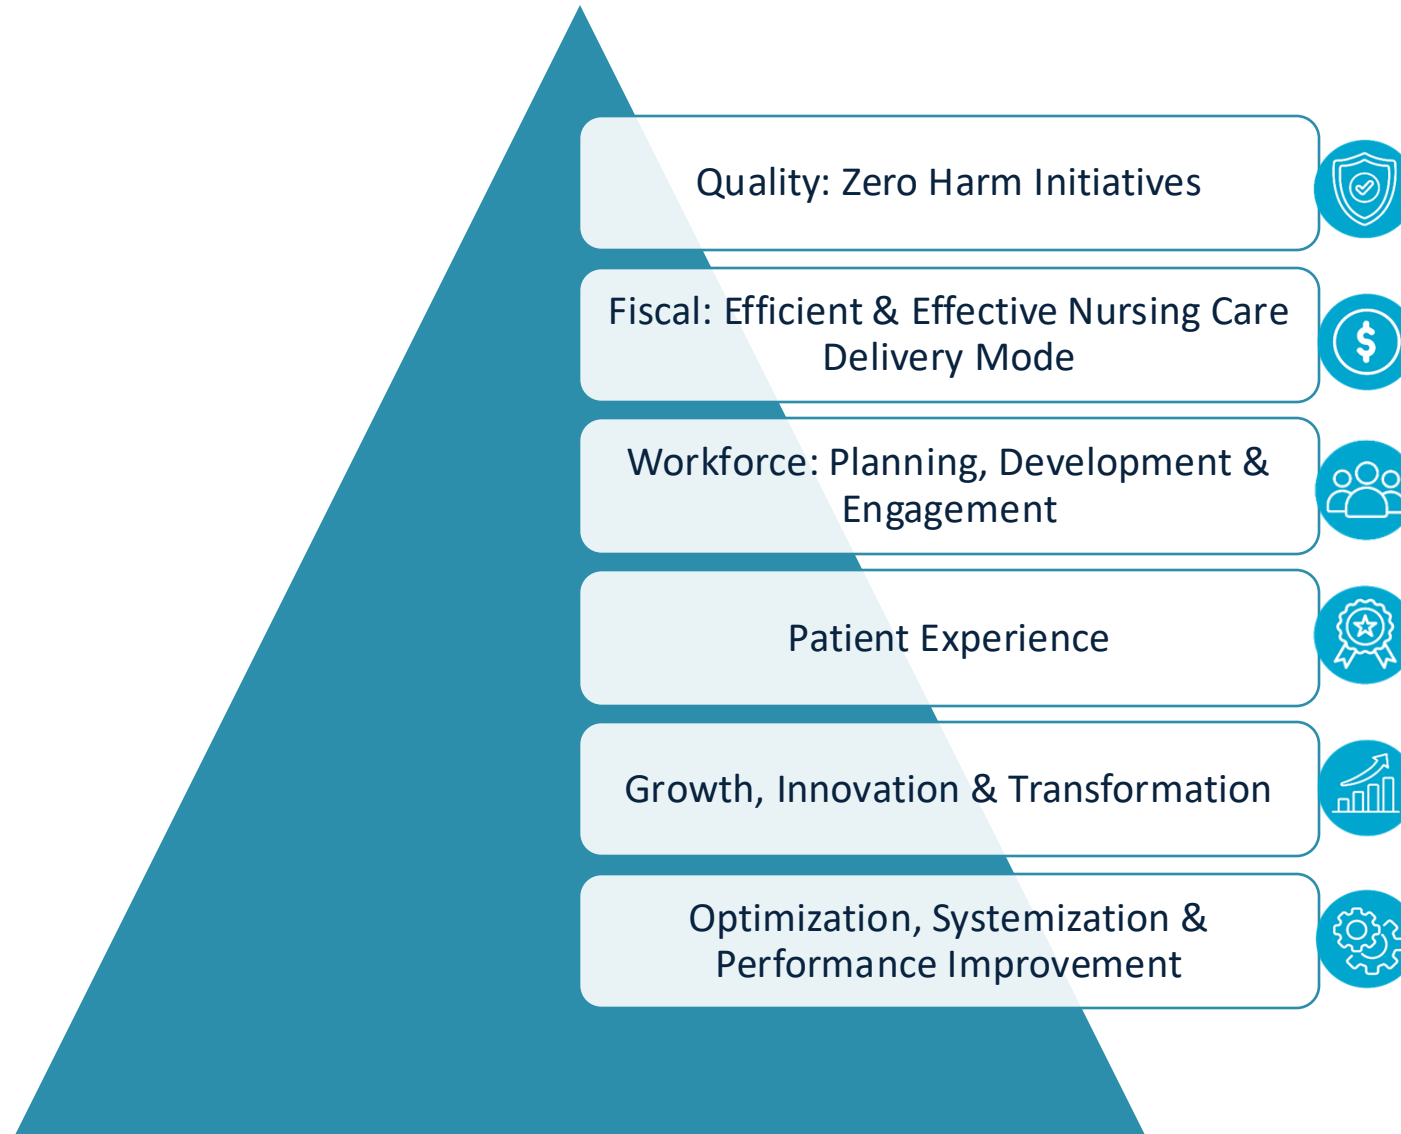 Quality: Zero Harm Initiatives
Fiscal: Efficient & Effective Nursing Care
Delivery Mode
Workforce: Planning, Development &
Engagement
Patient Experience
Growth, Innovation & Transformation
Optimization, Systemization &
Performance Improvement
$